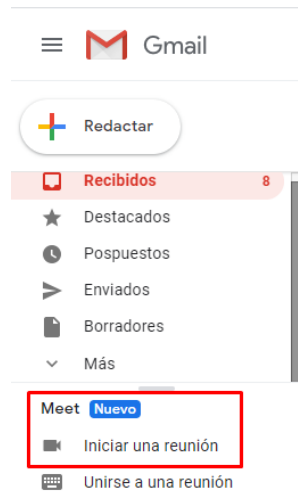 Gmail
Redactar
Recibidos 8
Destacados
Pospuestos
Enviados
Borradores
Más
Meet Nuevo
Iniciar una reunión
Unirse a una reunión